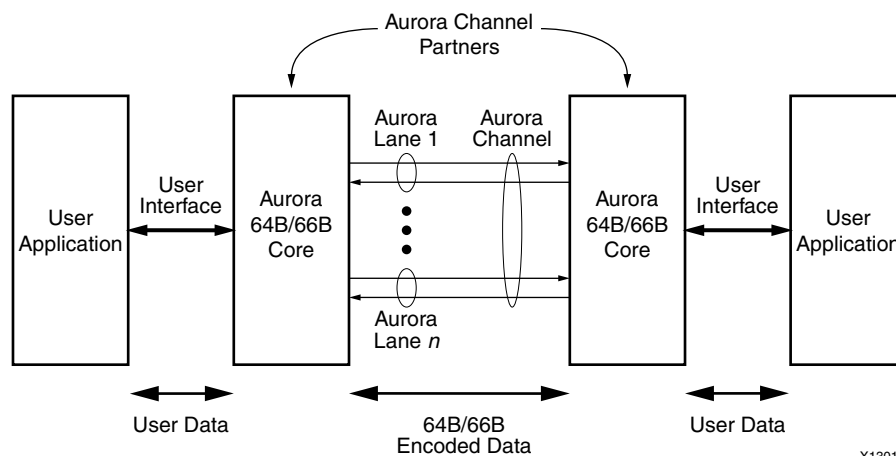 Aurora Channel
Partners
Aurora
Lane 1
Aurora
Channel
User
Application
User
Interface
Aurora
64B/66B
Core
Aurora
64B/66B
Core
User
Interface
User
Application
Aurora
Lane n
User Data
64B/66B
Encoded Data
User Data